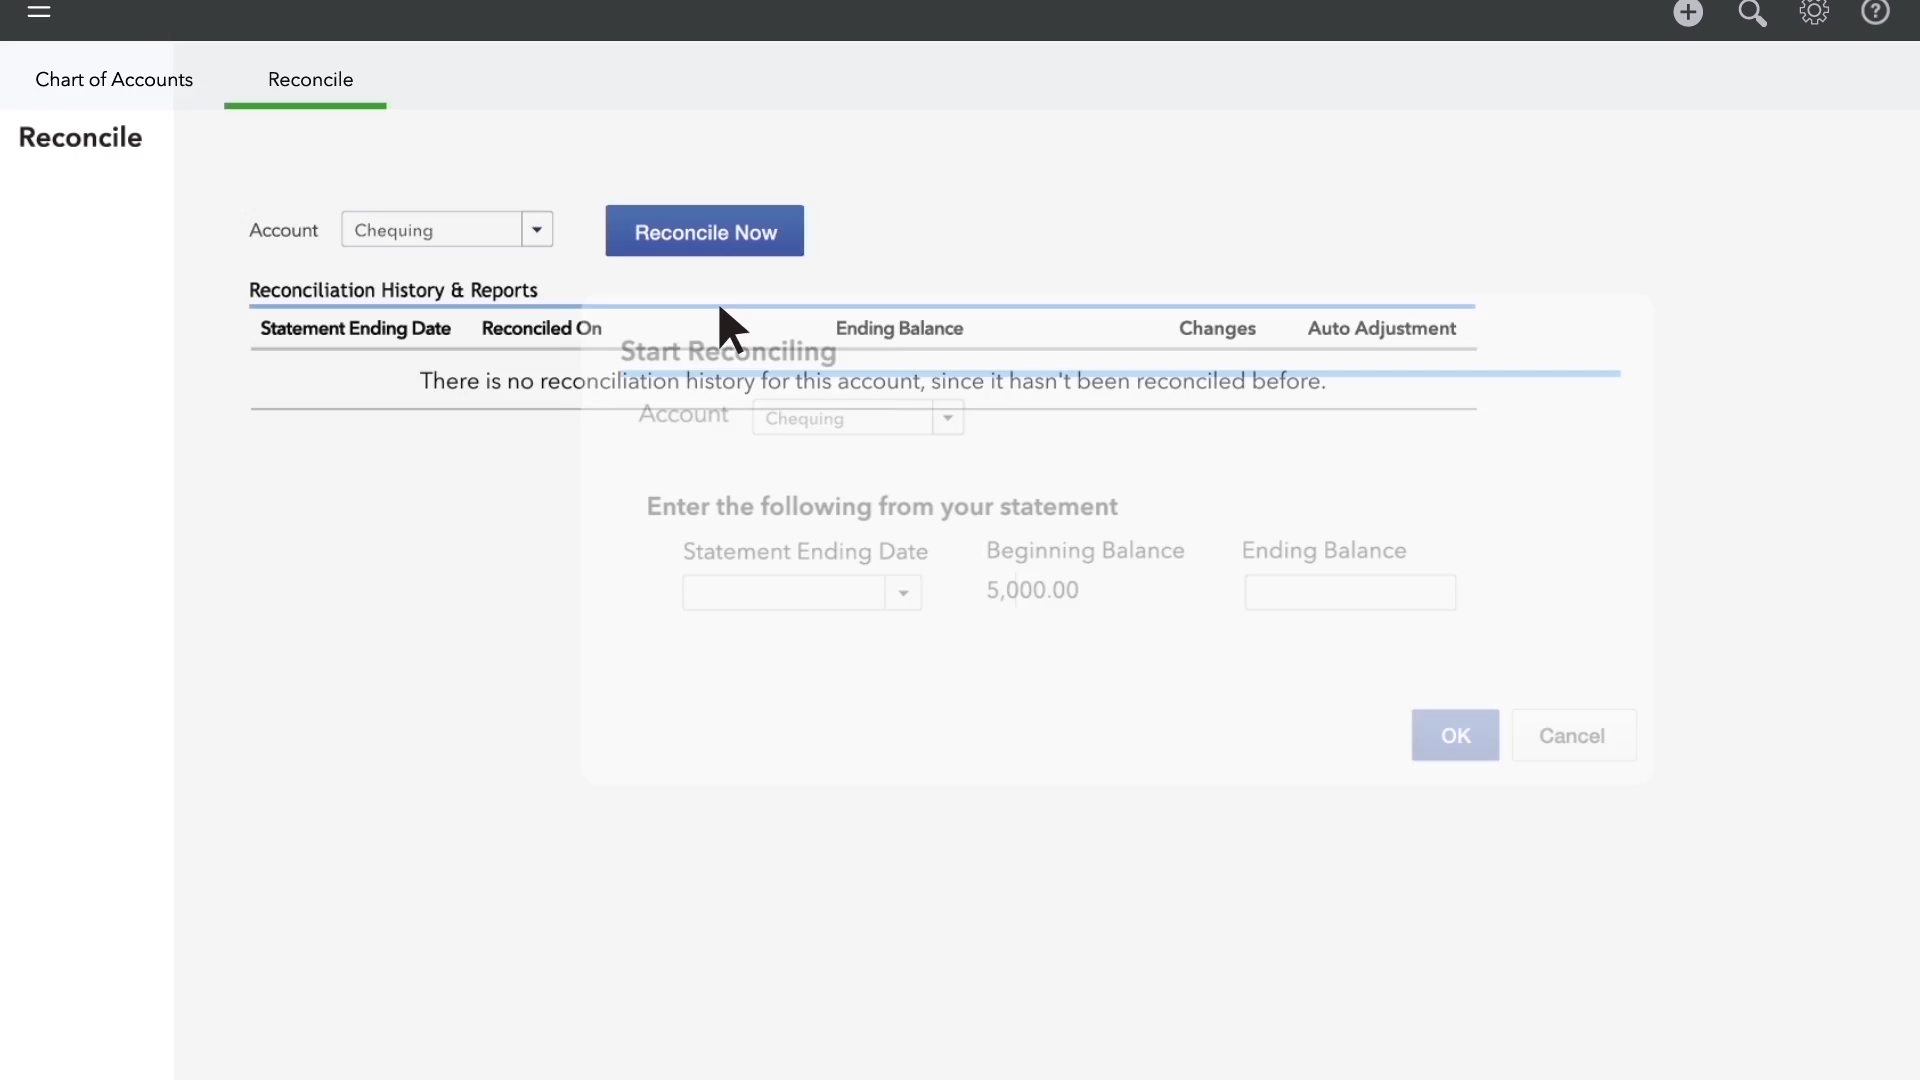 Chart of Accounts Reconcile
Reconcile
Account Chequing Reconcile Now
Reconciliation History & Reports
Statement Ending Date Reconciled On Ending Balance Changes Auto Adjustment
Start Reconciling
There is no reconciliation history for this account, since it hasn't been reconciled before.
Account Chequing
Enter the following from your statement
Statement Ending Date Beginning Balance Ending Balance
5,000.00
OK Cancel